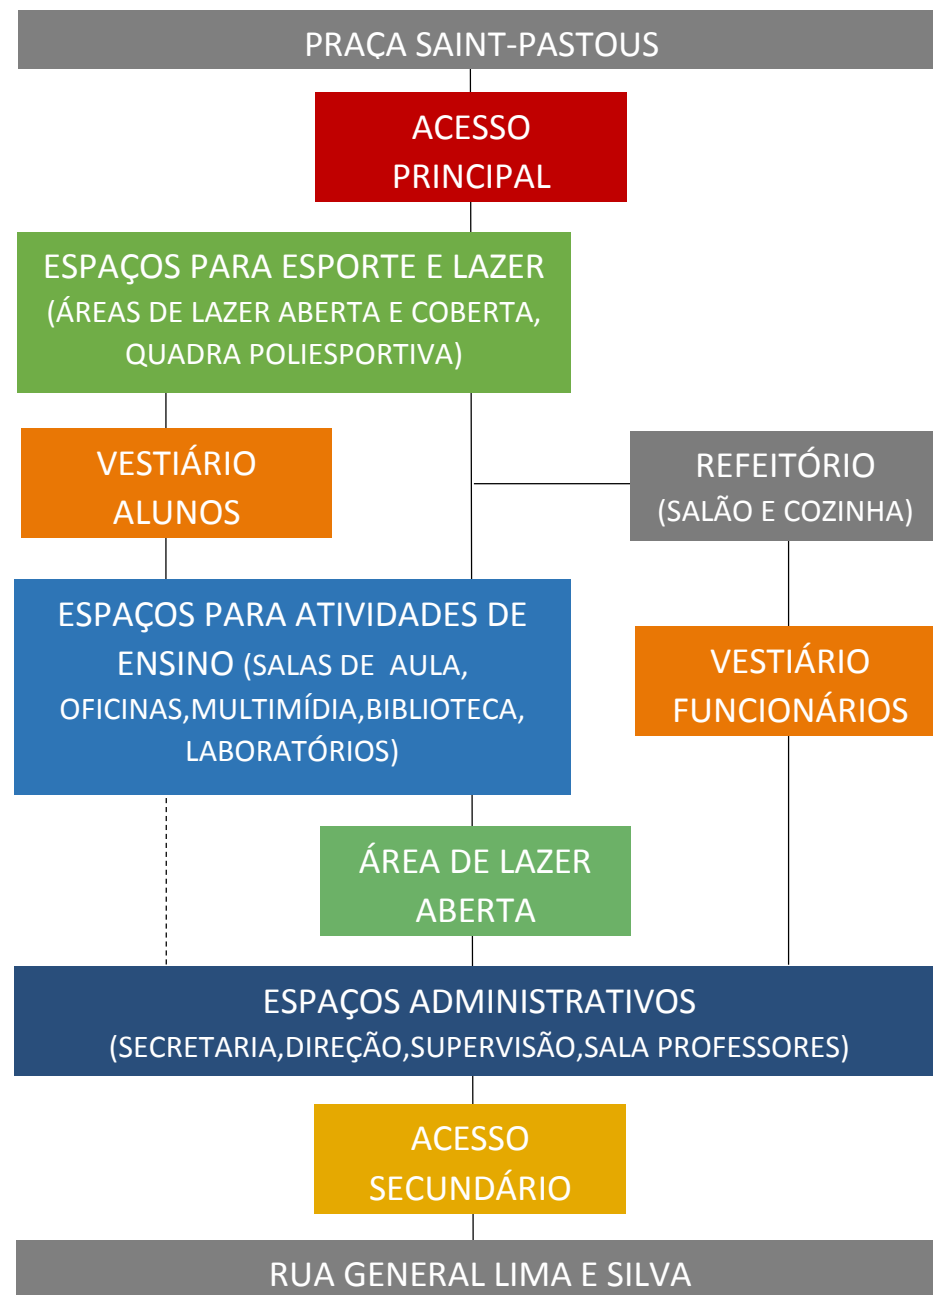 PRAÇA SAINT-PASTOUS
ACESSO
PRINCIPAL
ESPAÇOS PARA ESPORTE E LAZER
(ÁREAS DE LAZER ABERTA E COBERTA,
QUADRA POLIESPORTIVA)
VESTIÁRIO
ALUNOS
REFEITÓRIO
(SALÃO E COZINHA)
ESPAÇOS PARA ATIVIDADES DE
ENSINO (SALAS DE AULA,
OFICINAS,MULTIMÍDIA,BIBLIOTECA,
LABORATÓRIOS)
VESTIÁRIO
FUNCIONÁRIOS
ÁREA DE LAZER
ABERTA
ESPAÇOS ADMINISTRATIVOS
(SECRETARIA,DIREÇÃO,SUPERVISÃO,SALA PROFESSORES)
ACESSO
SECUNDÁRIO
RUA GENERAL LIMA E SILVA